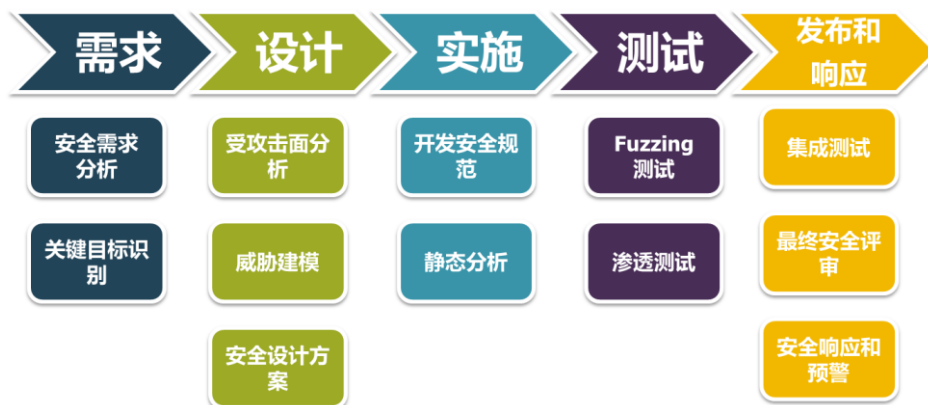 需求
设计
实施
测试
发布和
响应
安全需求
分析
受攻击面分
析
开发安全规
范
Fuzzing
测试
集成测试
关键目标识
别
威胁建模
静态分析
渗透测试
最终安全评
审
安全设计方
案
安全响应和
预警